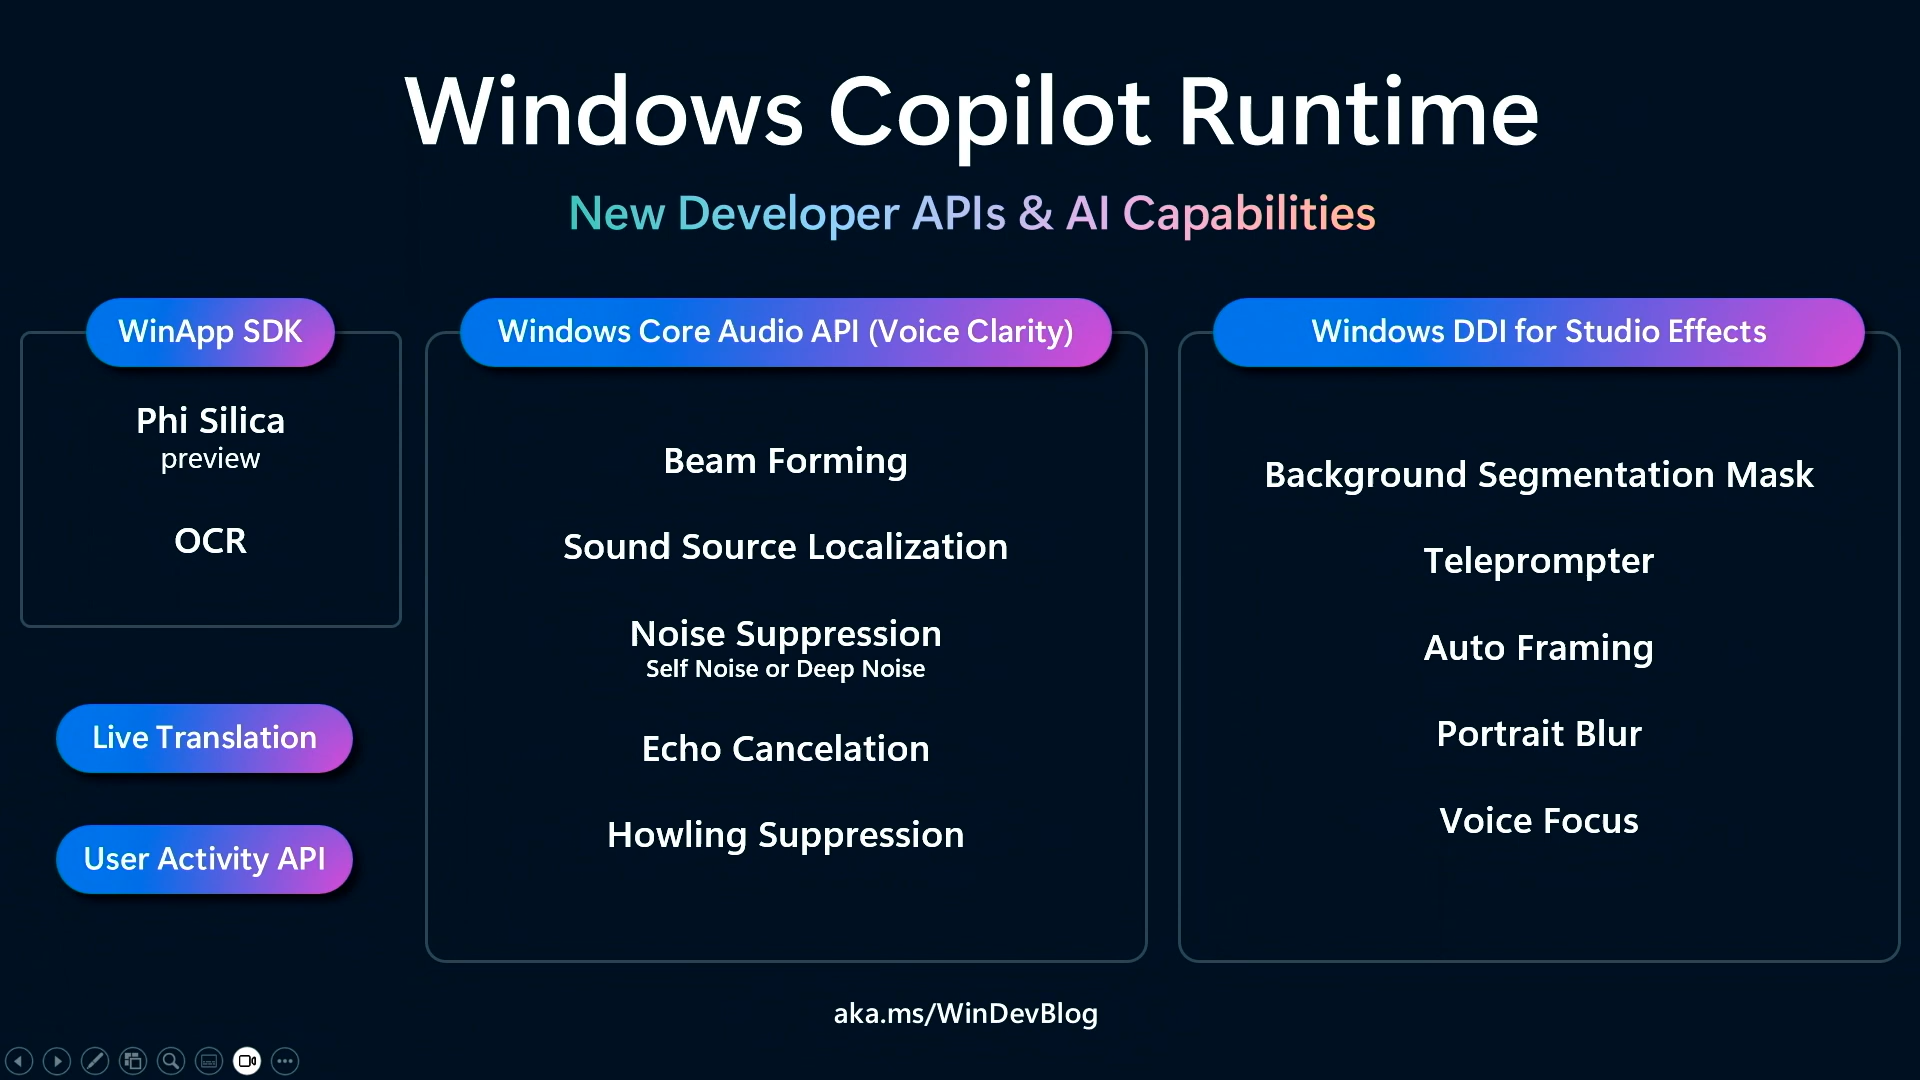 Windows Copilot Runtime
New Developer APIs & AI Capabilities
WinApp SDK
Phi Silica
preview
OCR
Live Translation
User Activity API
Windows Core Audio API (Voice Clarity)
Beam Forming
Sound Source Localization
Noise Suppression
Self Noise or Deep Noise
Echo Cancelation
Howling Suppression
Windows DDI for Studio Effects
Background Segmentation Mask
Teleprompter
Auto Framing
Portrait Blur
Voice Focus
aka.ms/WinDevBlog